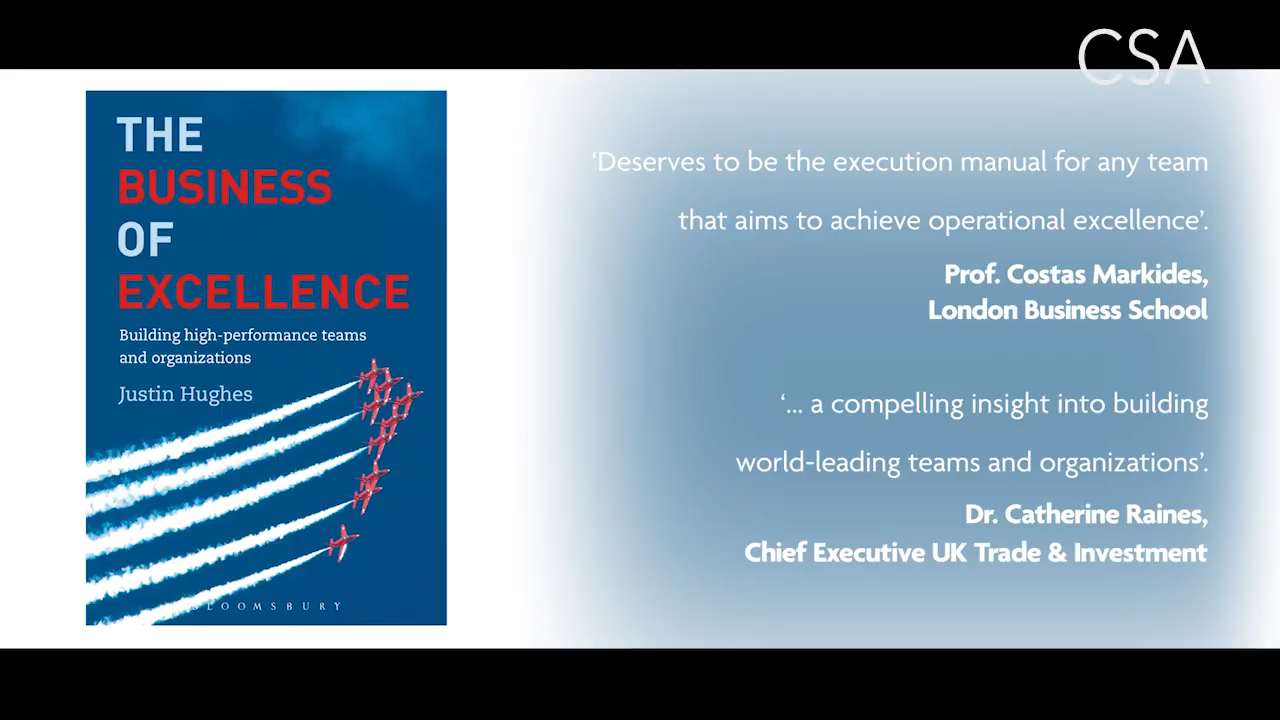 CSA
THE
BUSINESS
OF
EXCELLENCE
Building high-performance teams
and organizations
Justin Hughes
BLOOMSBURY
‘Deserves to be the execution manual for any team
that aims to achieve operational excellence’.
Prof. Costas Markides,
London Business School
‘... a compelling insight into building
world-leading teams and organizations’.
Dr. Catherine Raines,
Chief Executive UK Trade & Investment